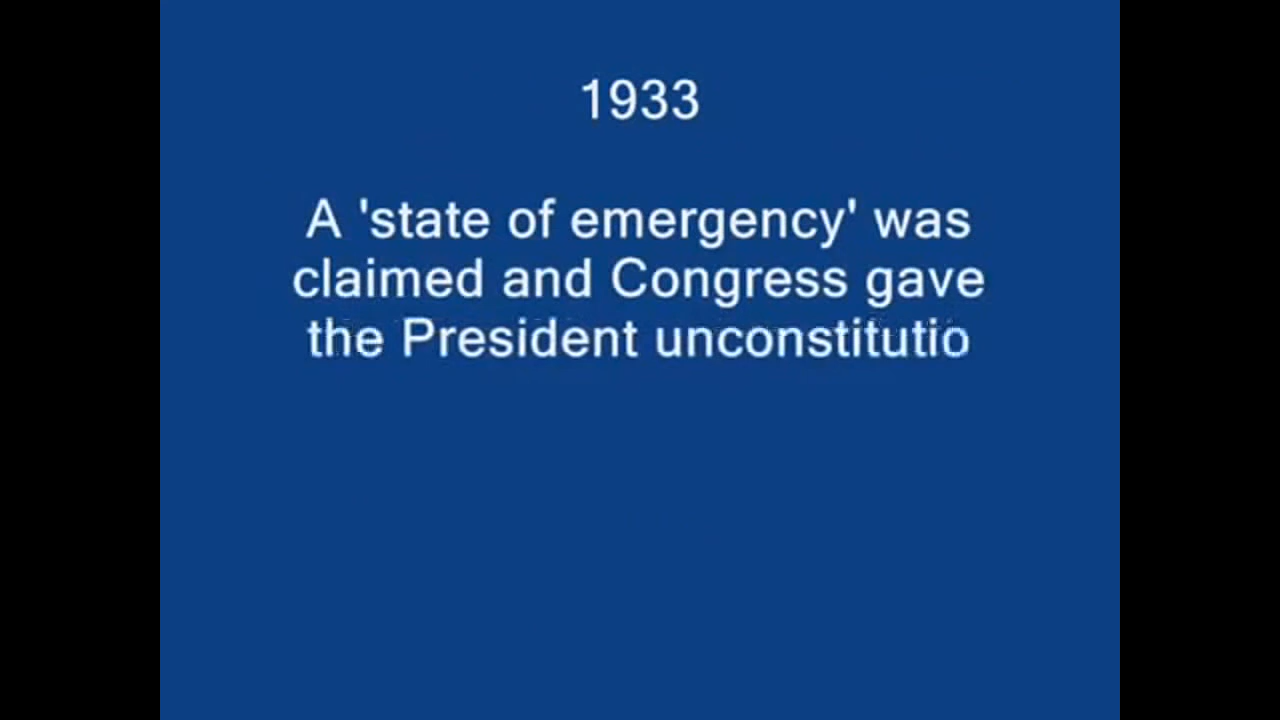 1933
A 'state of emergency' was
claimed and Congress gave
the President unconstitutio